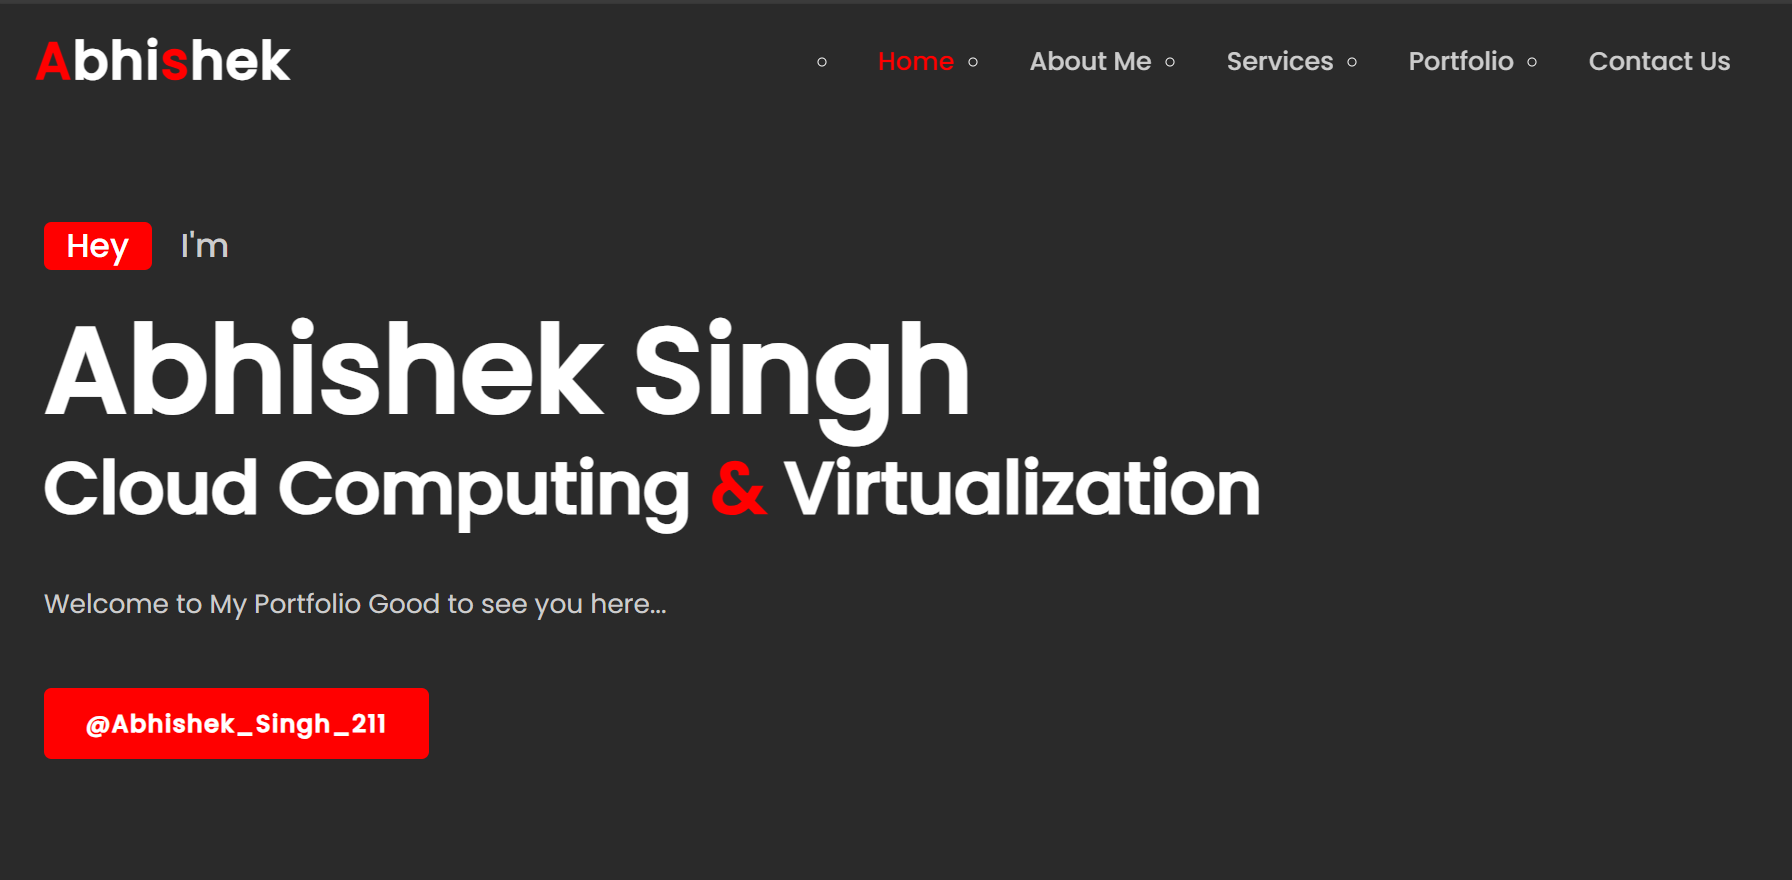 Abhishek
Home About Me Services Portfolio Contact Us
Hey I'm
Abhishek Singh
Cloud Computing & Virtualization
Welcome to My Portfolio Good to see you here...
@Abhishek_Singh_211